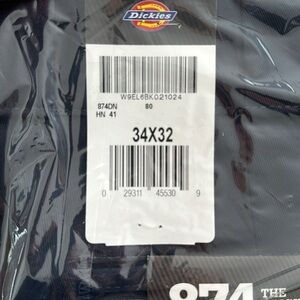 Dickies
W9EL6BK021024
874DN 80
HN 41
34X32
0 29311 45530 9
874 THE